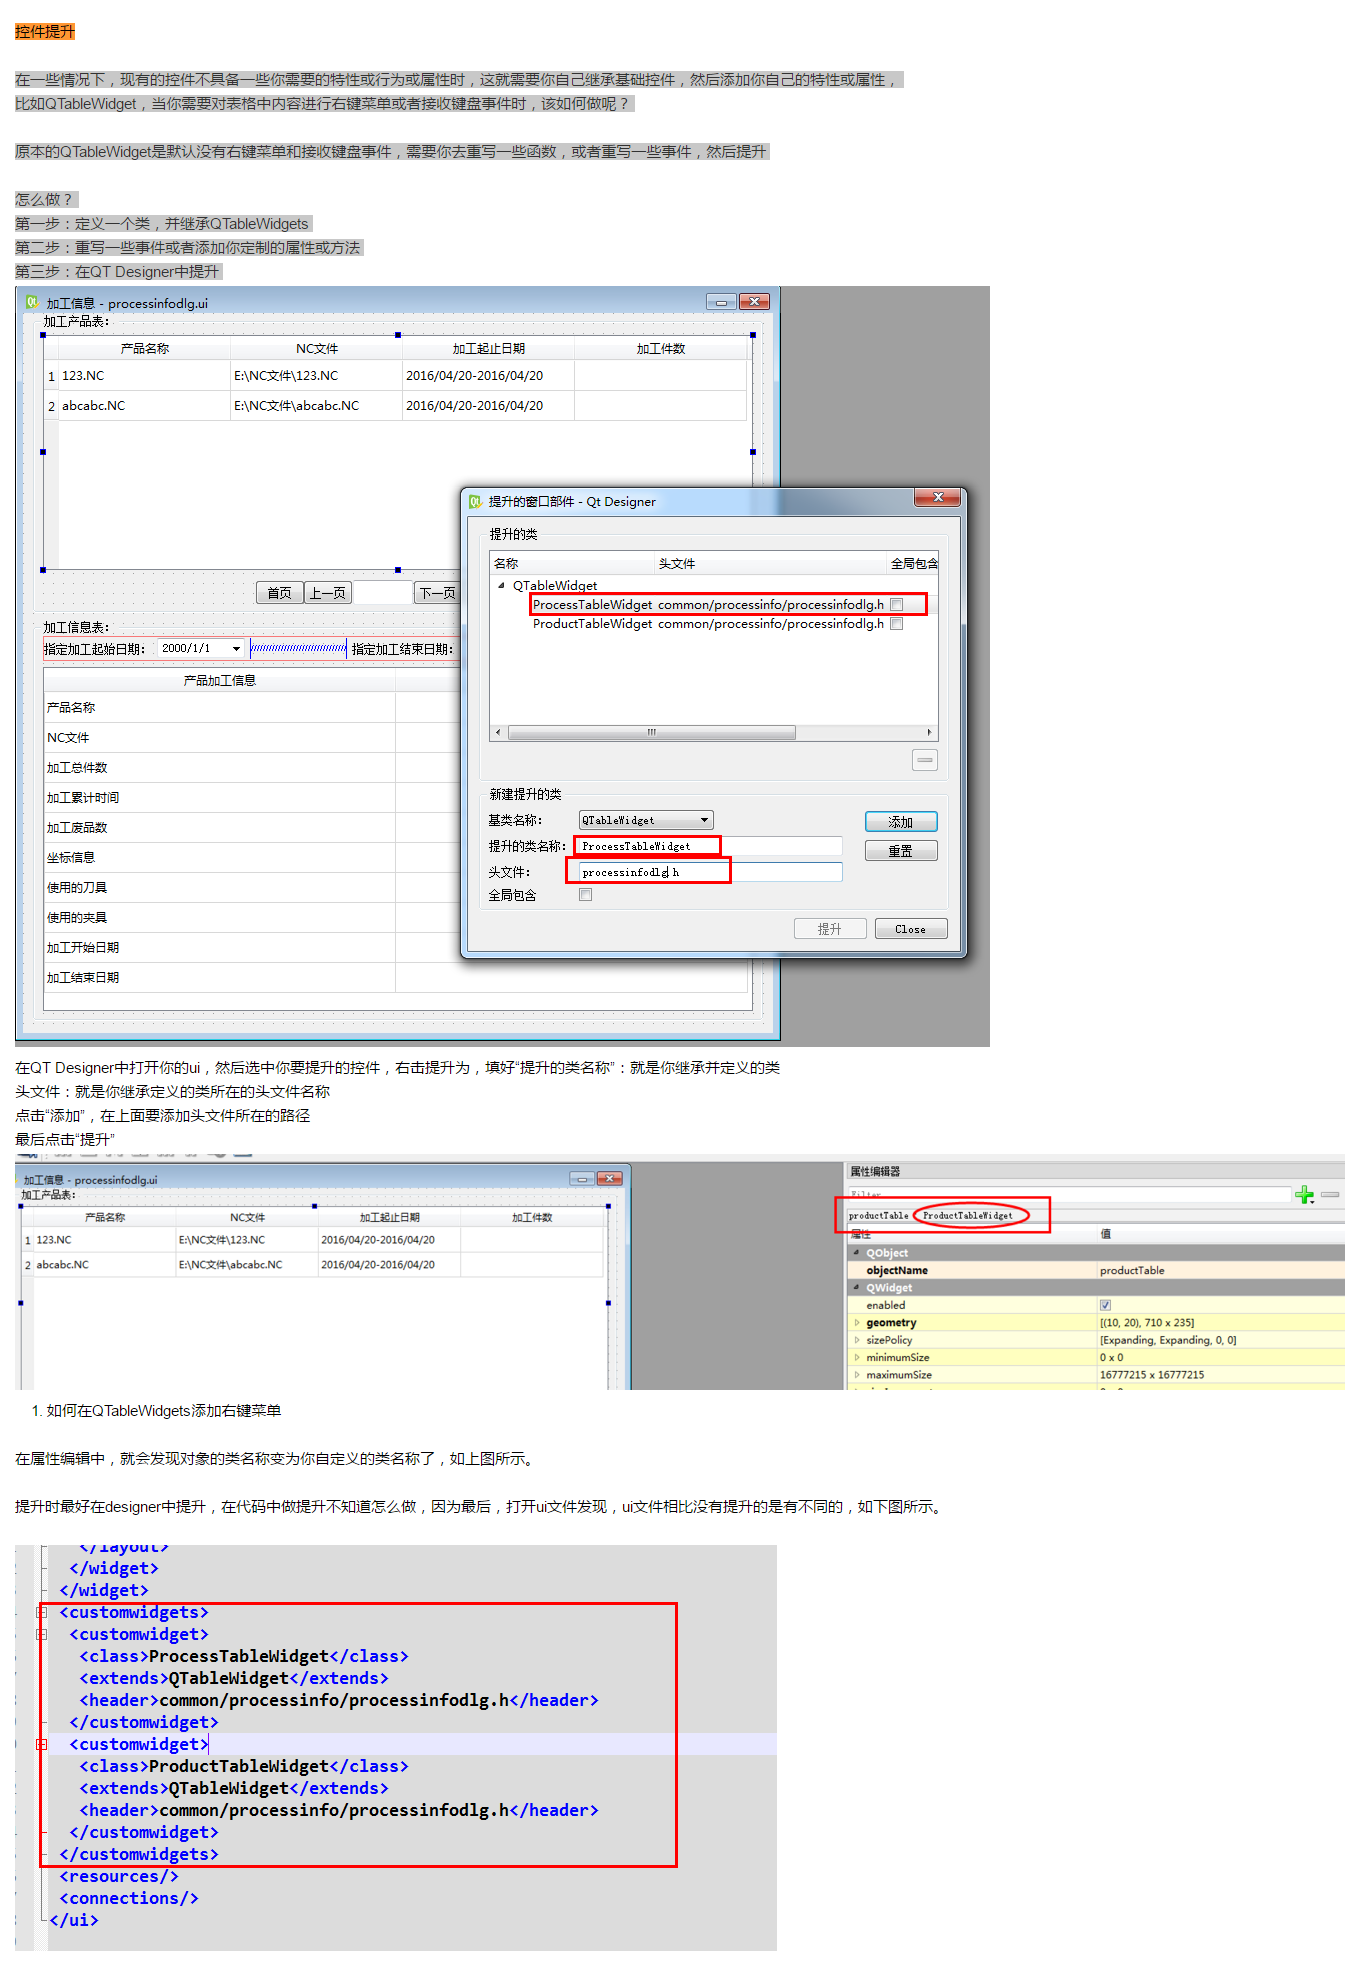 控件提升
在一些情况下，现有的控件不具备一些你需要的特性或行为或属性时，这就需要你自己继承基础控件，然后添加你自己的特性或属性，
比如QTableWidget，当你需要对表格中内容进行右键菜单或者接收键盘事件时，该如何做呢？
原本的QTableWidget是默认没有右键菜单和接收键盘事件，需要你去重写一些函数，或者重写一些事件，然后提升
怎么做？
第一步：定义一个类，并继承QTableWidgets
第二步：重写一些事件或者添加你定制的属性或方法
第三步：在QT Designer中提升
加工信息 - processinfodlg.ui
加工产品表：
产品名称 NC文件 加工起止日期 加工件数
1 123.NC E:\NC文件\123.NC 2016/04/20-2016/04/20
2 abcabc.NC E:\NC文件\abcabc.NC 2016/04/20-2016/04/20
首页 上一页 下一页
加工信息表：
指定加工起始日期： 2000/1/1 指定加工结束日期：
产品加工信息
产品名称
NC文件
加工总件数
加工累计时间
加工废品数
坐标信息
使用的刀具
使用的夹具
加工开始日期
加工结束日期
提升的窗口部件 - Qt Designer
提升的类
名称 头文件 全局包含
QTableWidget
ProcessTableWidget common/processinfo/processinfodlg.h
ProductTableWidget common/processinfo/processinfodlg.h
新建提升的类
基类名称： QTableWidget 添加
提升的类名称： ProcessTableWidget 重置
头文件： processinfodlg.h
全局包含
提升 Close
在QT Designer中打开你的ui，然后选中你要提升的控件，右击提升为，填好“提升的类名称”：就是你继承并定义的类
头文件：就是你继承定义的类所在的头文件名称
点击“添加”，在上面要添加头文件所在的路径
最后点击“提升”
加工信息 - processinfodlg.ui
加工产品表：
产品名称 NC文件 加工起止日期 加工件数
1 123.NC E:\NC文件\123.NC 2016/04/20-2016/04/20
2 abcabc.NC E:\NC文件\abcabc.NC 2016/04/20-2016/04/20
属性编辑器
Filter
productTable ProductTableWidget
属性 值
QObject
objectName productTable
QWidget
enabled
geometry [(10, 20), 710 x 235]
sizePolicy [Expanding, Expanding, 0, 0]
minimumSize 0 x 0
maximumSize 16777215 x 16777215
1. 如何在QTableWidgets添加右键菜单
在属性编辑中，就会发现对象的类名称变为你自定义的类名称了，如上图所示。
提升时最好在designer中提升，在代码中做提升不知道怎么做，因为最后，打开ui文件发现，ui文件相比没有提升的是有不同的，如下图所示。
</layout>
</widget>
</widget>
<customwidgets>
<customwidget>
<class>ProcessTableWidget</class>
<extends>QTableWidget</extends>
<header>common/processinfo/processinfodlg.h</header>
</customwidget>
<customwidget>
<class>ProductTableWidget</class>
<extends>QTableWidget</extends>
<header>common/processinfo/processinfodlg.h</header>
</customwidget>
</customwidgets>
<resources/>
<connections/>
</ui>